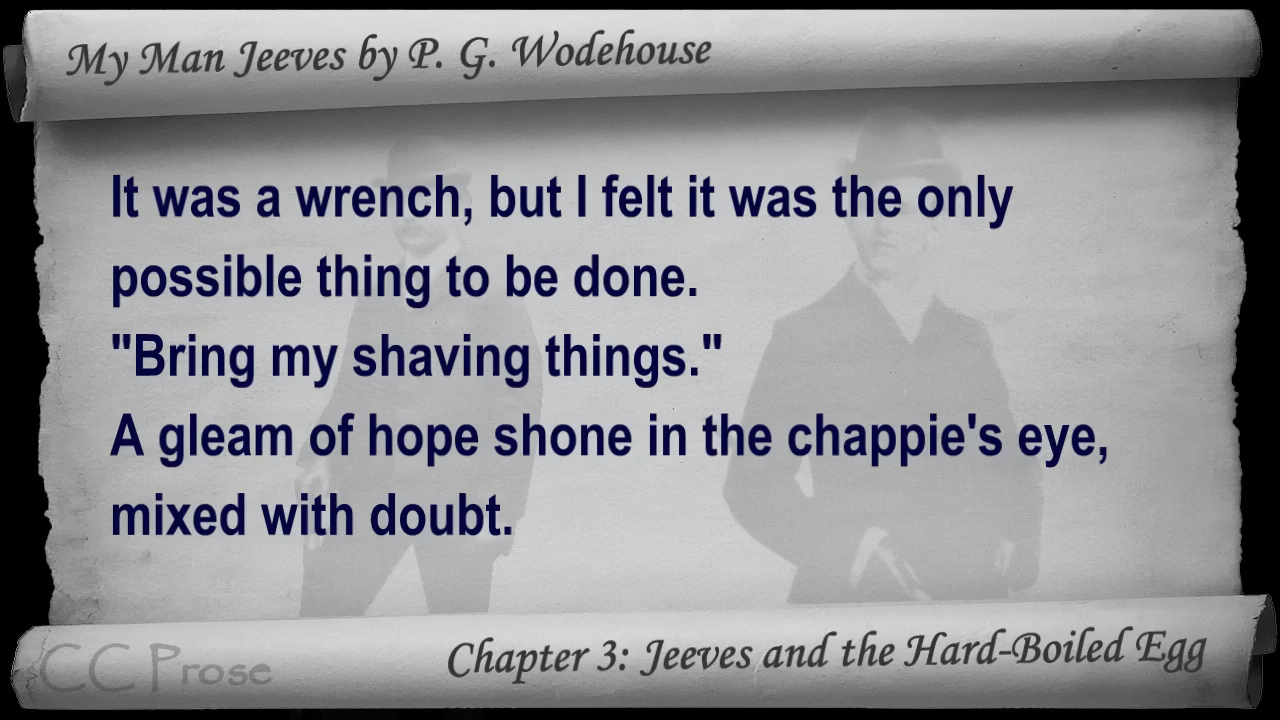 My Man Jeeves by P. G. Wodehouse
It was a wrench, but I felt it was the only
possible thing to be done.
"Bring my shaving things."
A gleam of hope shone in the chappie's eye,
mixed with doubt.
CC Prose
Chapter 3: Jeeves and the Hard-Boiled Egg